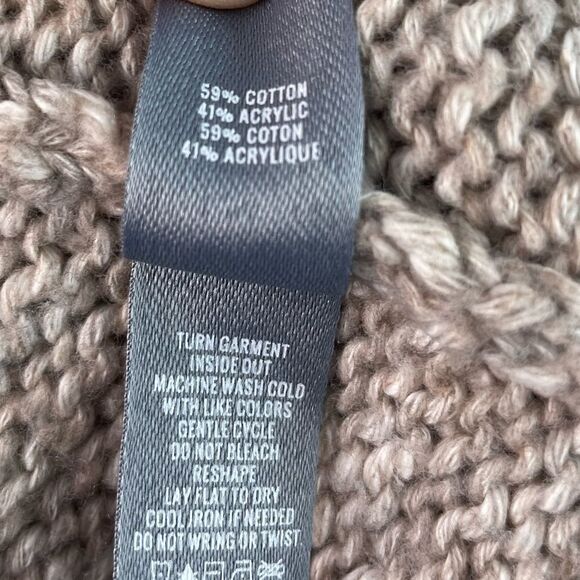 59% COTTON
41% ACRYLIC
59% COTON
41% ACRYLIQUE
TURN GARMENT
INSIDE OUT
MACHINE WASH COLD
WITH LIKE COLORS
GENTLE CYCLE
DO NOT BLEACH
RESHAPE
LAY FLAT TO DRY
COOL IRON IF NEEDED
DO NOT WRING OR TWIST